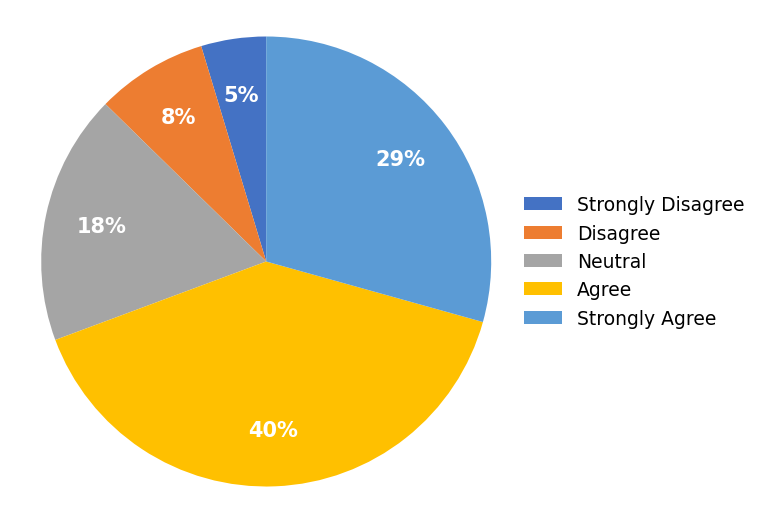 5%
8%
29%
18%
40%
Strongly Disagree
Disagree
Neutral
Agree
Strongly Agree